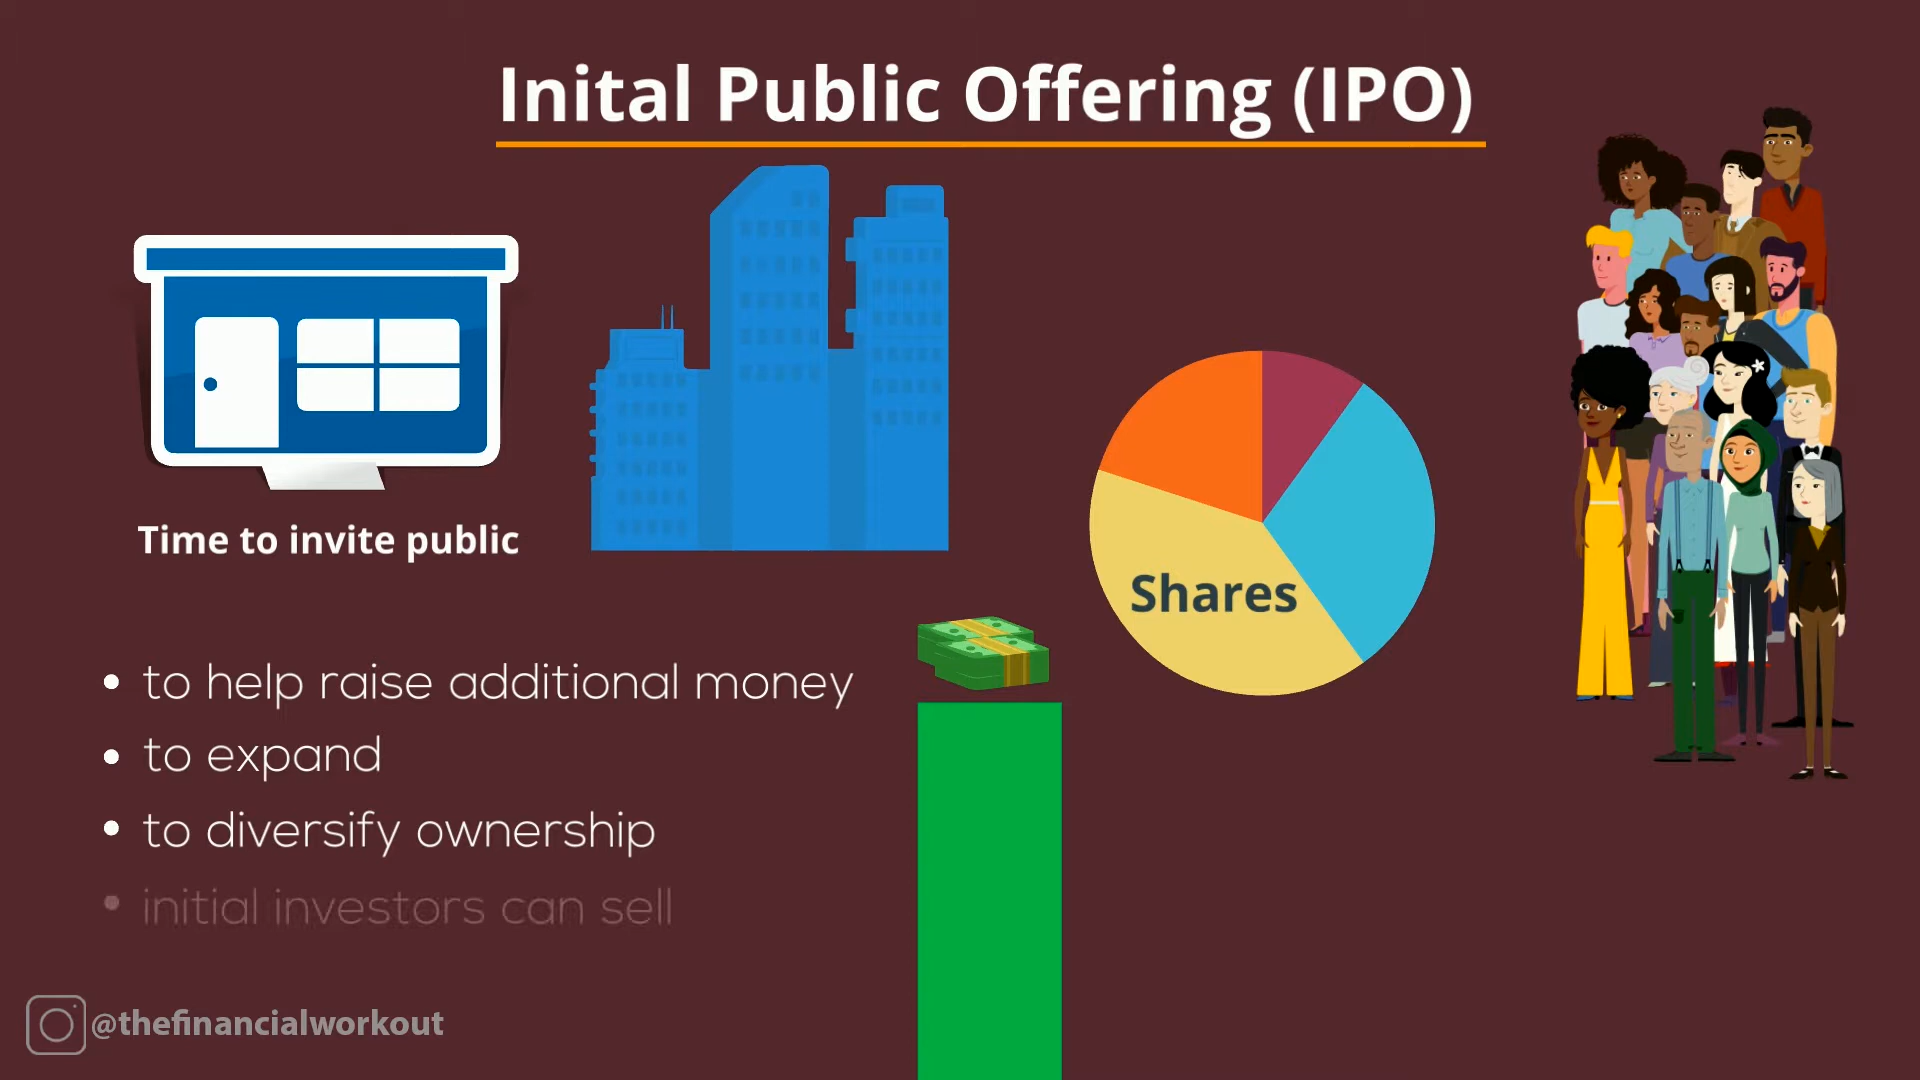 Inital Public Offering (IPO)
Time to invite public
Shares
• to help raise additional money
• to expand
• to diversify ownership
• initial investors can sell
@thefinancialworkout